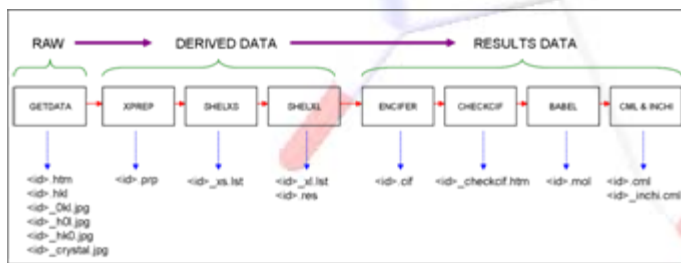 RAW DERIVED DATA RESULTS DATA
GETDATA XPREP SHELXS SHELXL ENCIFER CHECKCIF BABEL CML & INCHI
<id>.htm <id>.prp <id>_xs.lst <id>_xl.lst <id>.cif <id>_checkcif.htm <id>.mol <id>.cml
<id>.hkl <id>.res <id>_inchi.cml
<id>_0kl.jpg
<id>_h0l.jpg
<id>_hk0.jpg
<id>_crystal.jpg